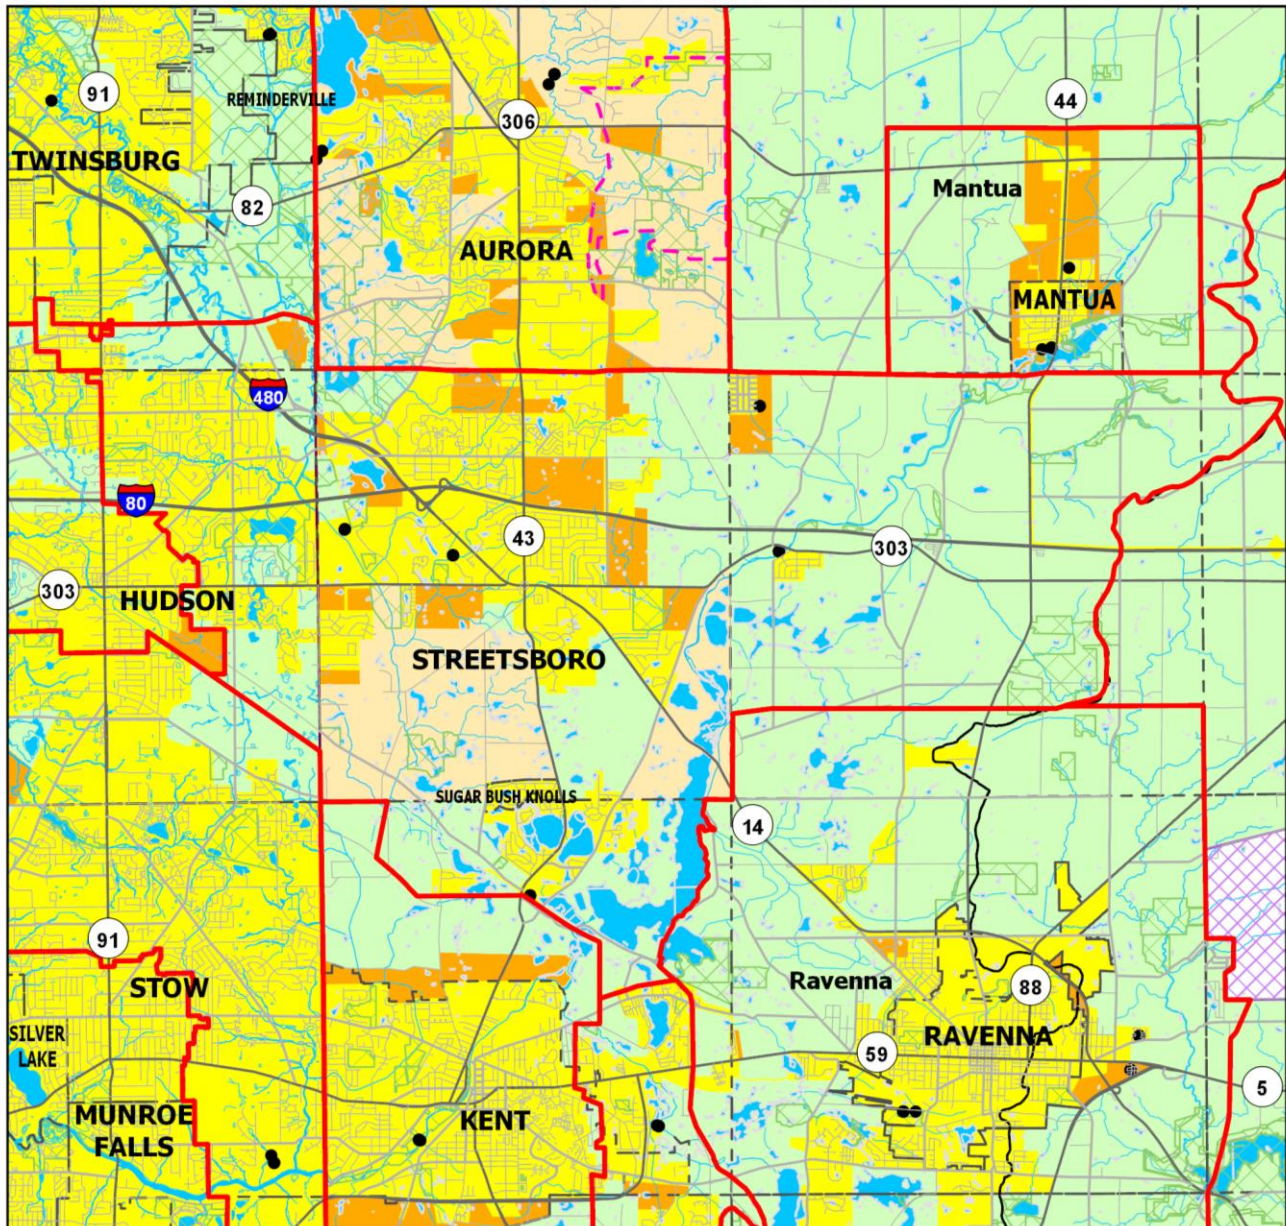 91
REMINDERVILLE
306
44
TWINSBURG
82
Mantua
AURORA
MANTUA
480
80
43
303
303
HUDSON
STREETSBORO
SUGAR BUSH KNOLLS
14
91
STOW
Ravenna
88
SILVER
LAKE
RAVENNA
59
5
MUNROE
FALLS
KENT